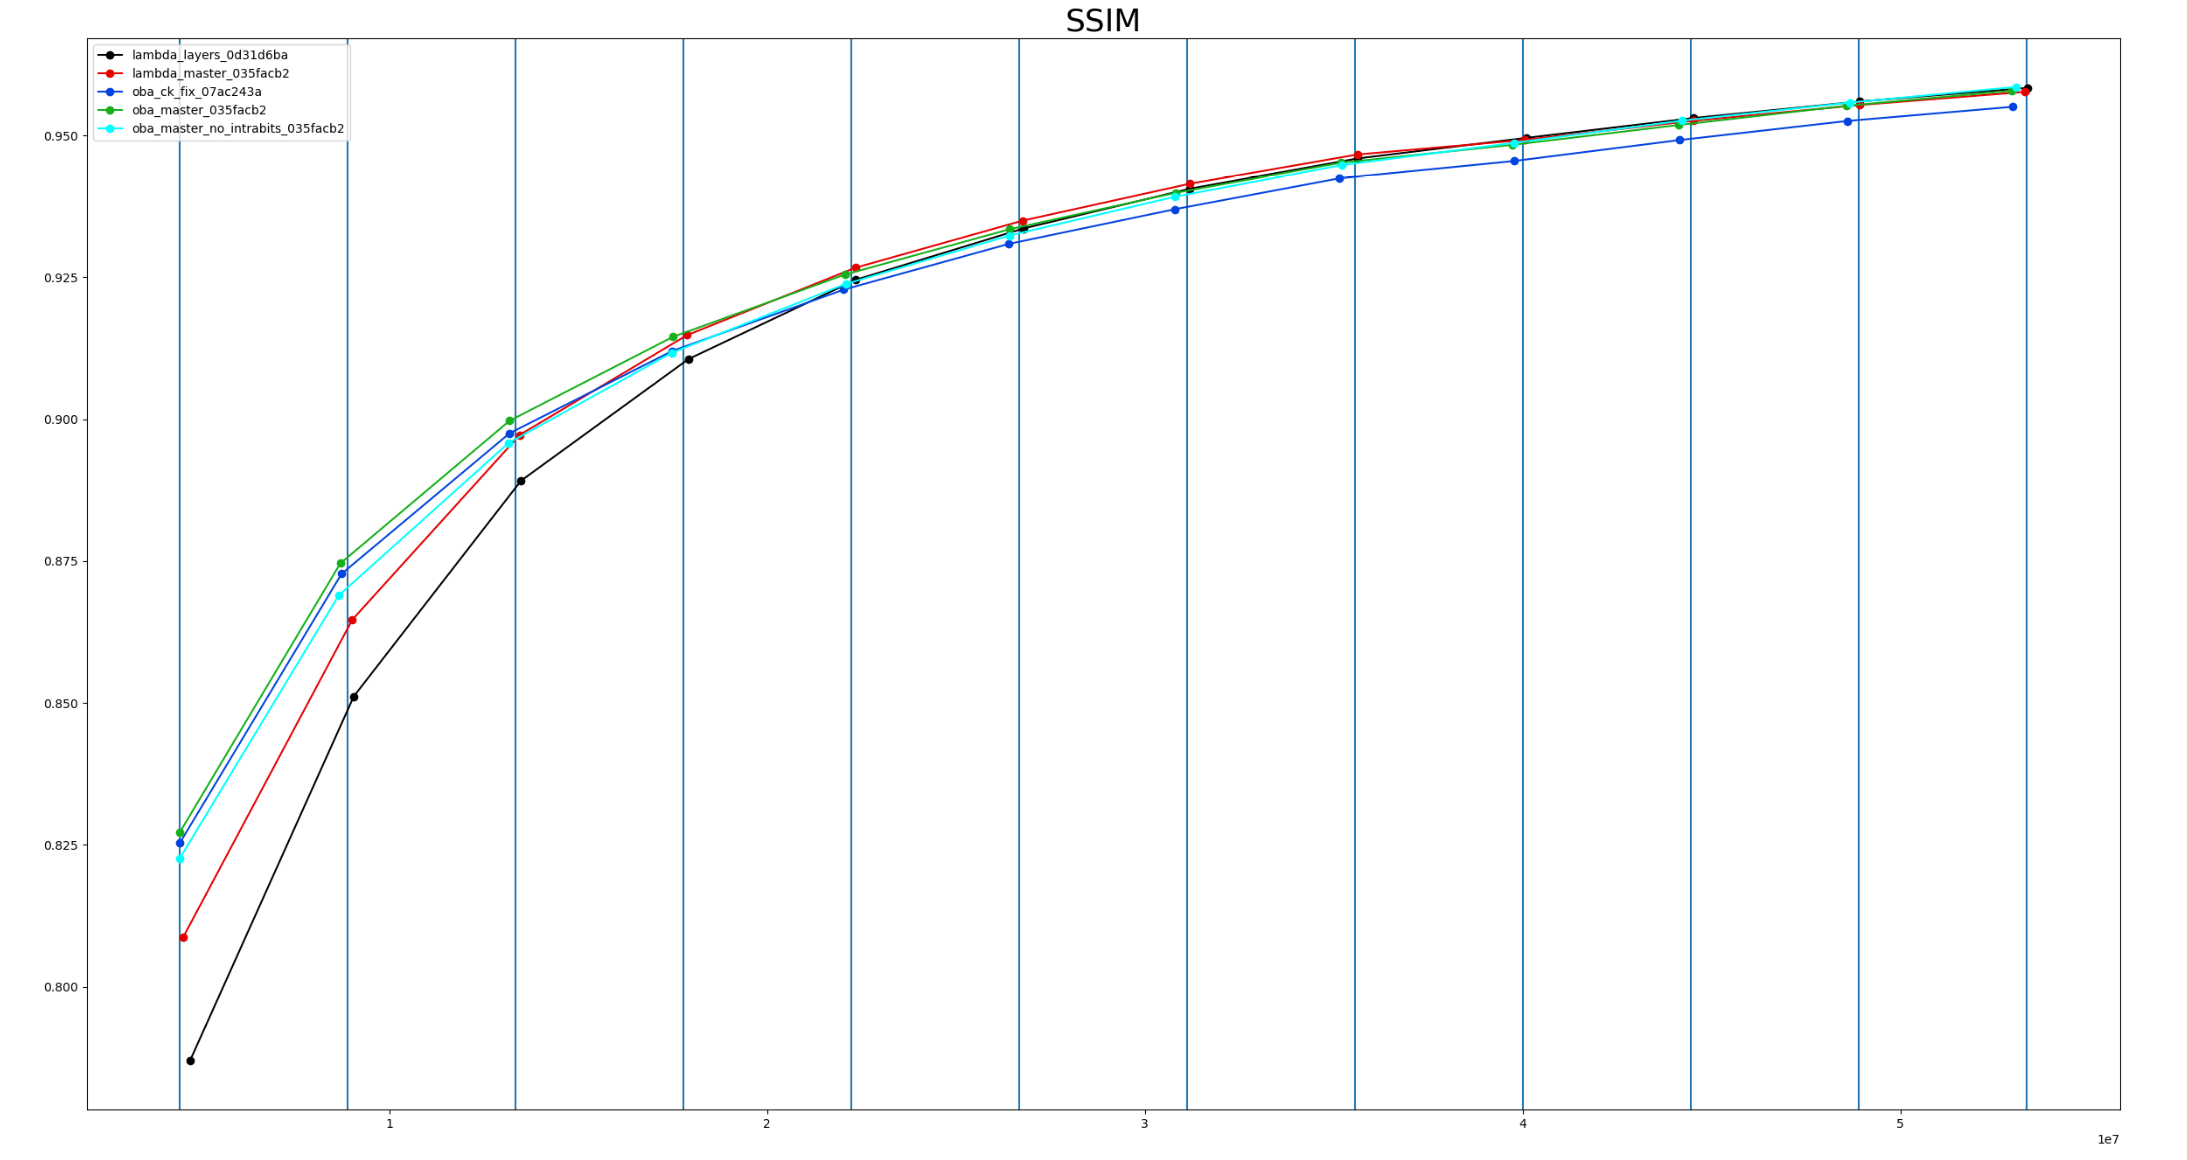 SSIM
lambda_layers_0d31d6ba
lambda_master_035facb2
oba_ck_fix_07ac243a
oba_master_035facb2
oba_master_no_intrabits_035facb2
0.950
0.925
0.900
0.875
0.850
0.825
0.800
1 2 3 4 5
1e7